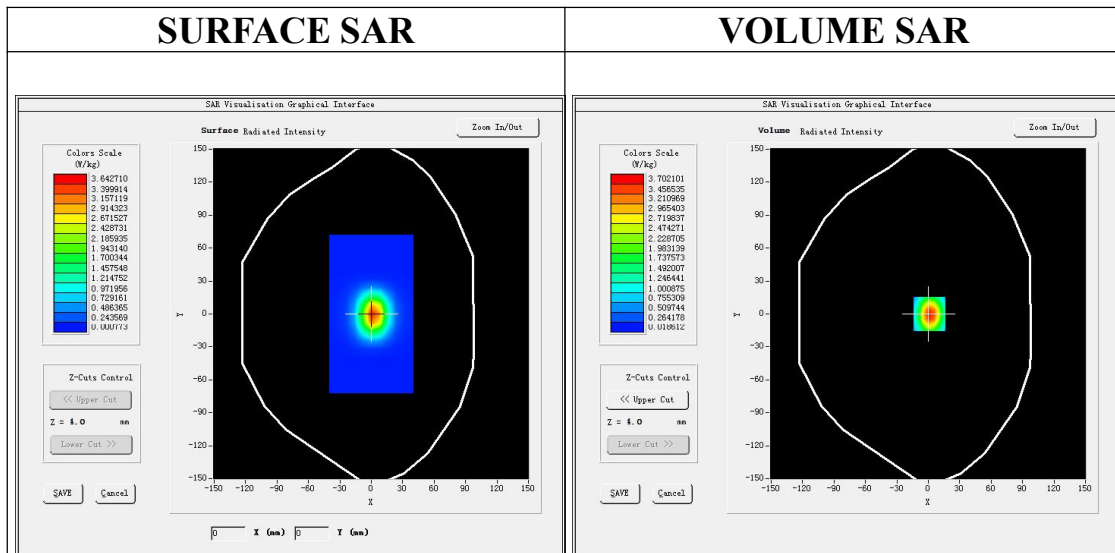 SURFACE SAR
VOLUME SAR
SAR Visualisation Graphical Interface
Surface Radiated Intensity
Zoom In/Out
Colors Scale
(W/kg)
3.642710
3.399914
3.157119
2.914323
2.671527
2.428731
2.185935
1.943140
1.700344
1.457548
1.214752
0.971956
0.729161
0.486365
0.243569
0.000773
Z-Cuts Control
<< Upper Cut
Z = 4.0 mm
Lower Cut >>
SAVE Cancel
150
120
90
60
30
0
-30
-60
-90
-120
-150
Y
-150 -120 -90 -60 -30 0 30 60 90 120 150
X
0 X (mm) 0 Y (mm)
SAR Visualisation Graphical Interface
Volume Radiated Intensity
Zoom In/Out
Colors Scale
(W/kg)
3.702101
3.456535
3.210969
2.965403
2.719837
2.474271
2.228705
1.983139
1.737573
1.492007
1.246441
1.000875
0.755309
0.509744
0.264178
0.018612
Z-Cuts Control
<< Upper Cut
Z = 4.0 mm
Lower Cut >>
SAVE Cancel
150
120
90
60
30
0
-30
-60
-90
-120
-150
Y
-150 -120 -90 -60 -30 0 30 60 90 120 150
X